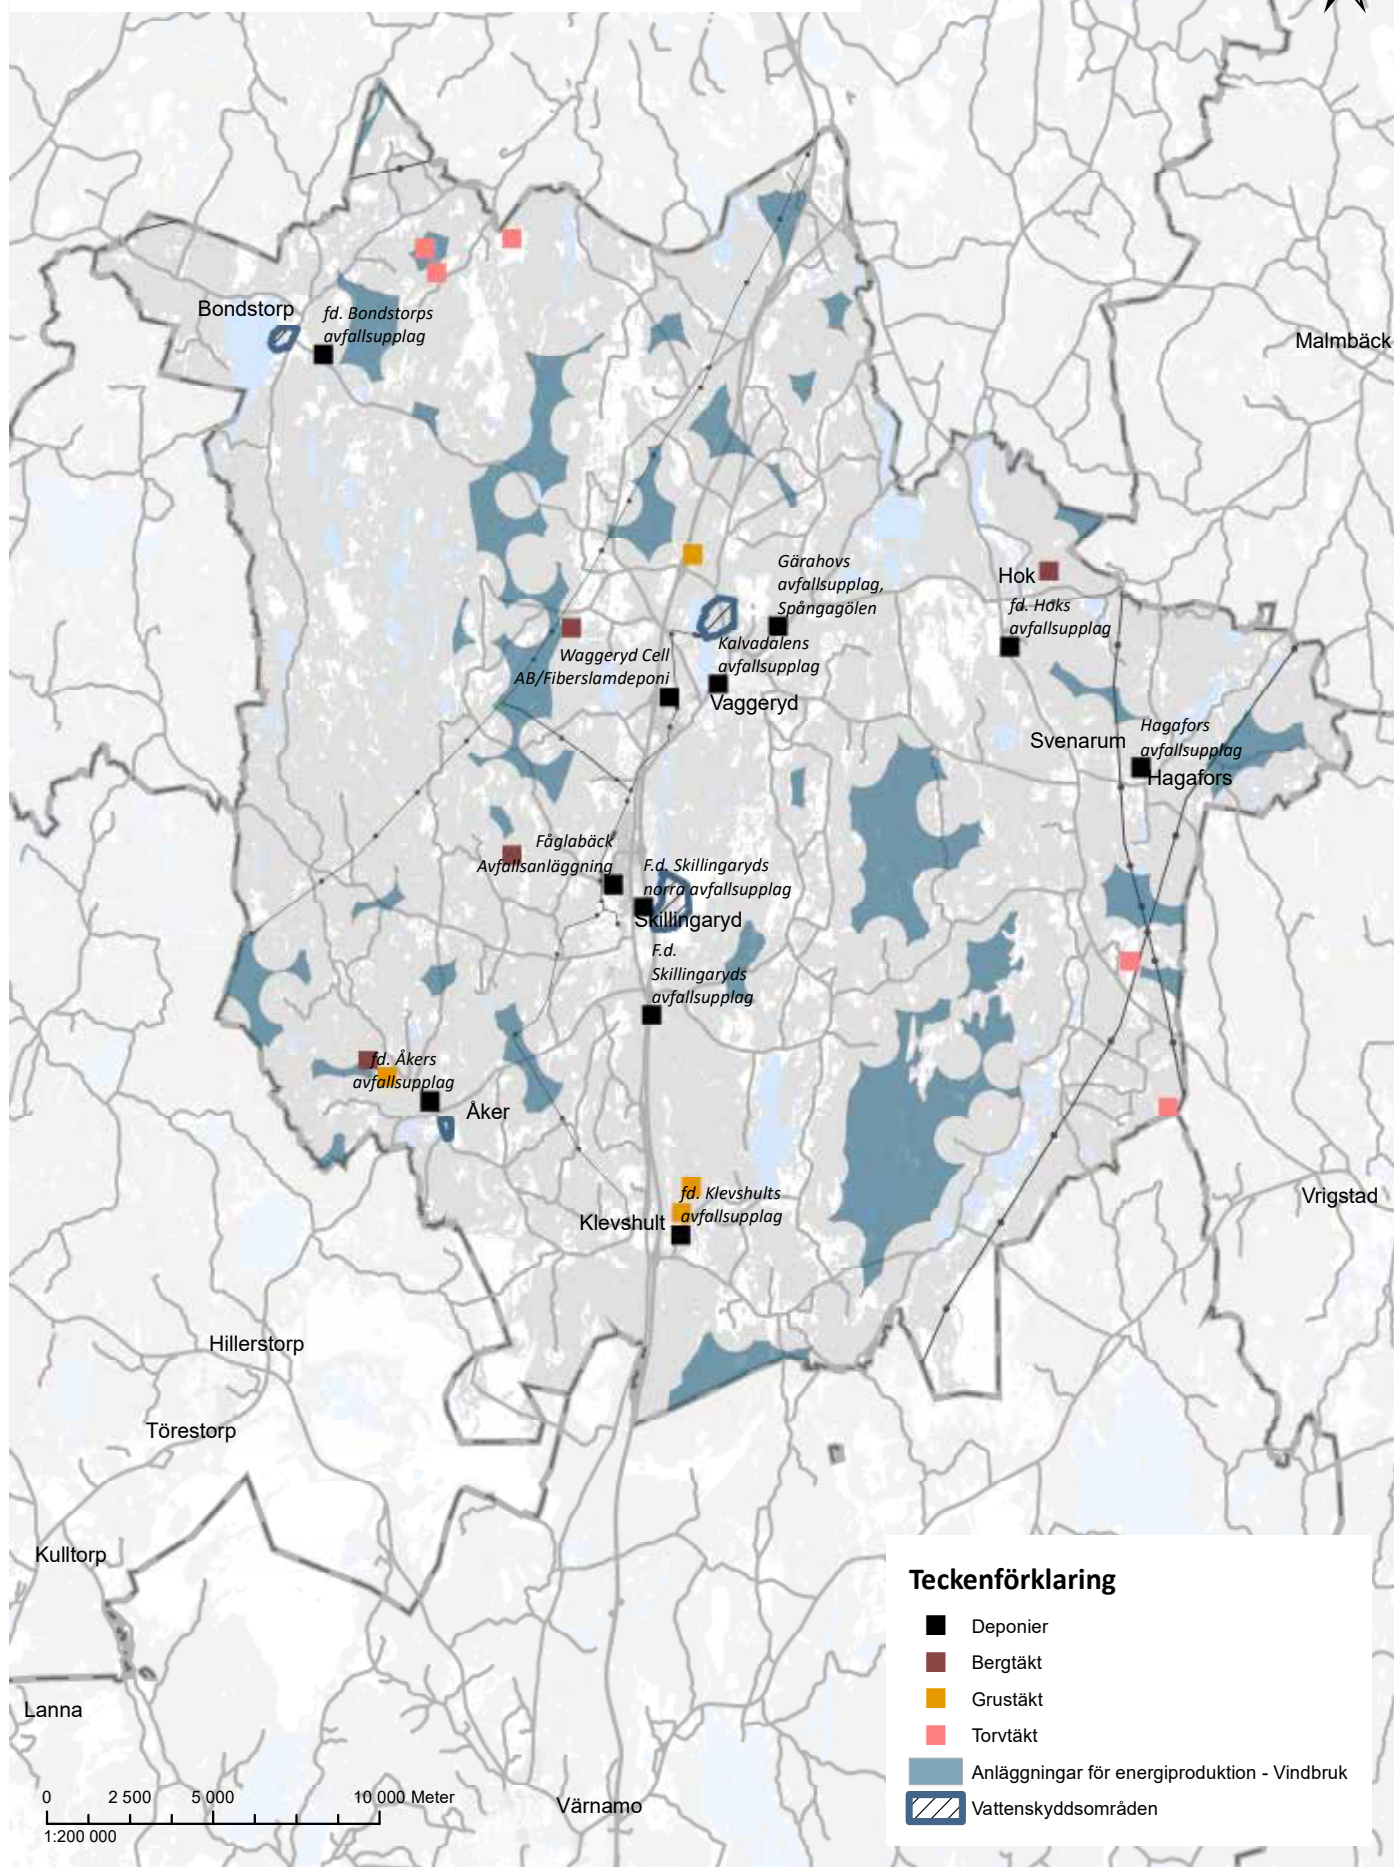 Bondstorp
fd. Bondstorps
avfallsupplag
Malmbäck
Gärahovs
avfallsupplag,
Spångagölen
Hok
fd. Hoks
avfallsupplag
Kalvadalens
avfallsupplag
Waggeryd Cell
AB/Fiberslamdeponi
Vaggeryd
Svenarum
Hagafors
avfallsupplag
Hagafors
Fåglabäck
Avfallsanläggning
F.d. Skillingaryds
norra avfallsupplag
Skillingaryd
F.d.
Skillingaryds
avfallsupplag
fd. Åkers
avfallsupplag
Åker
fd. Klevshults
avfallsupplag
Klevshult
Vrigstad
Hillerstorp
Törestorp
Kulltorp
Lanna
Värnamo
0 2 500 5 000 10 000 Meter
1:200 000
Teckenförklaring
Deponier
Bergtäkt
Grustäkt
Torvtäkt
Anläggningar för energiproduktion - Vindbruk
Vattenskyddsområden